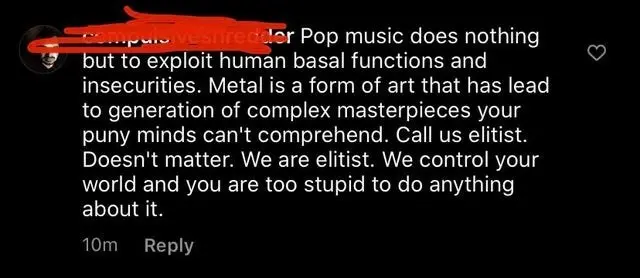 Pop music does nothing
but to exploit human basal functions and
insecurities. Metal is a form of art that has lead
to generation of complex masterpieces your
puny minds can't comprehend. Call us elitist.
Doesn't matter. We are elitist. We control your
world and you are too stupid to do anything
about it.
10m Reply